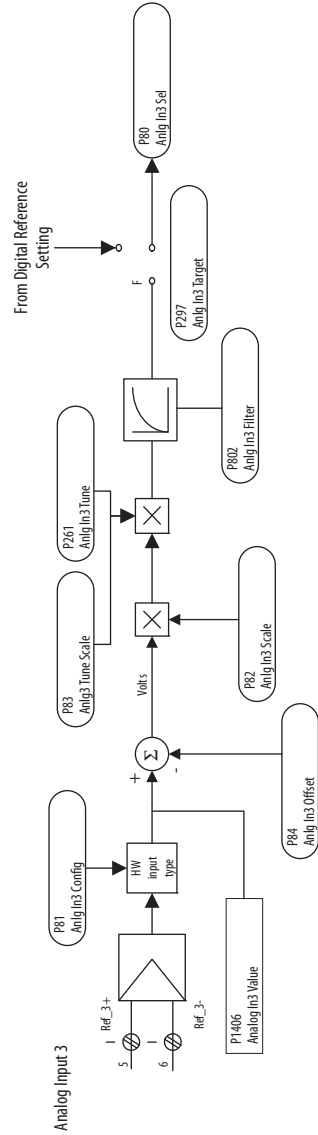 Analog Input 3
5
I
Ref_3+
6
I
Ref_3-
P81
Anlg In3 Config
HW
input
type
P1406
Analog In3 Value
+
Σ
-
P84
Anlg In3 Offset
Volts
P82
Anlg In3 Scale
P83
Anlg3 Tune Scale
P261
Anlg In3 Tune
P802
Anlg In3 Filter
F
From Digital Reference
Setting
P297
Anlg In3 Target
P80
Anlg In3 Sel